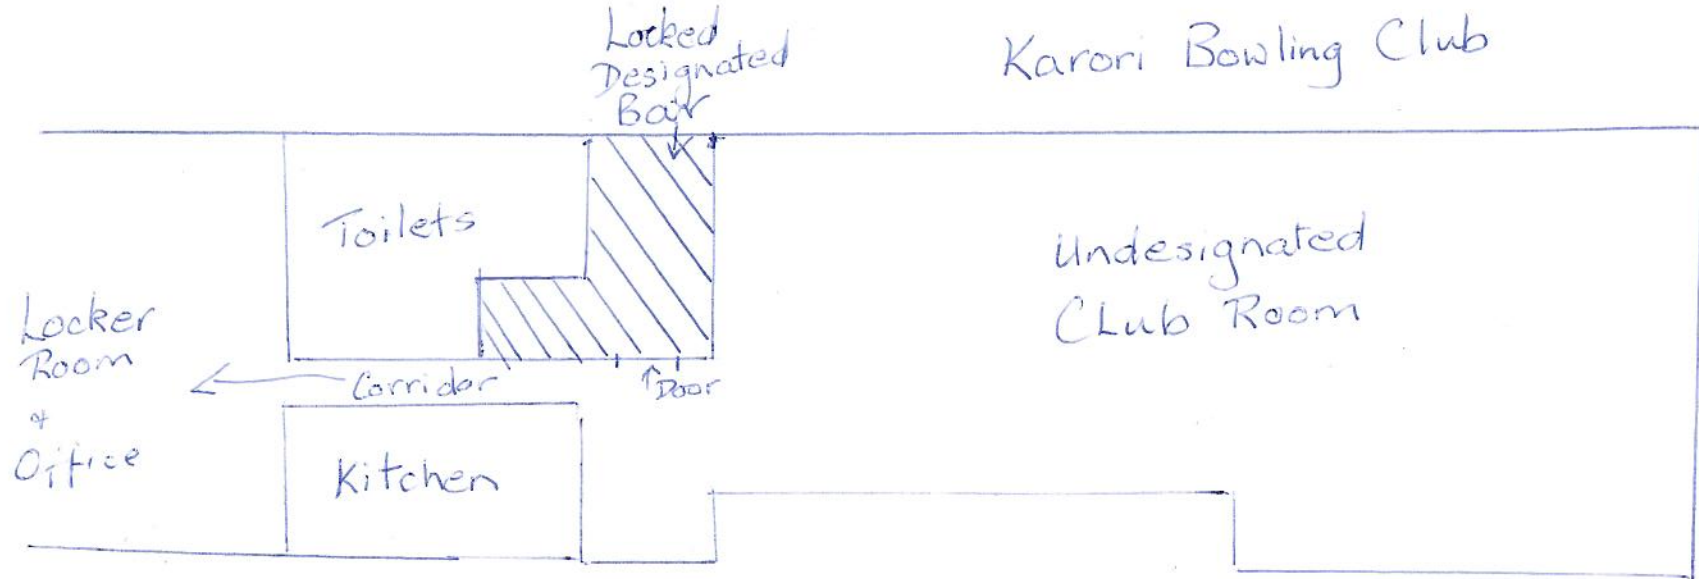 Locked
Designated
Bar
Karori Bowling Club
Toilets
Undesignated
Club Room
Locker
Room
&
Office
Corridor
Door
Kitchen